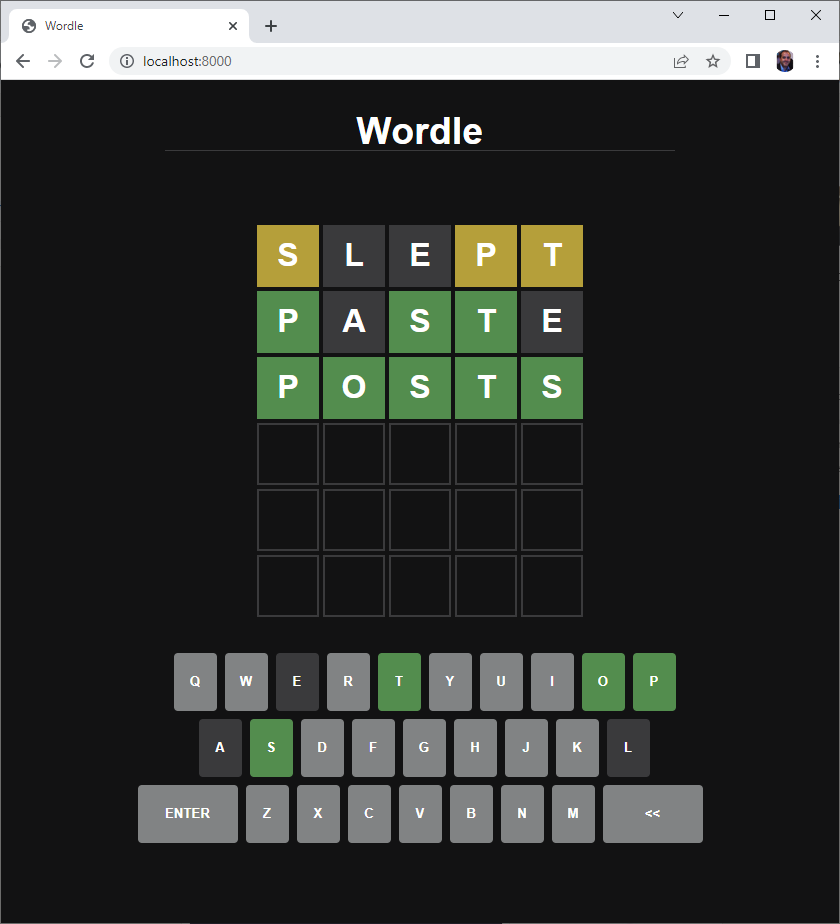 Wordle
localhost:8000
Wordle
S L E P T
P A S T E
P O S T S
Q W E R T Y U I O P
A S D F G H J K L
ENTER Z X C V B N M <<